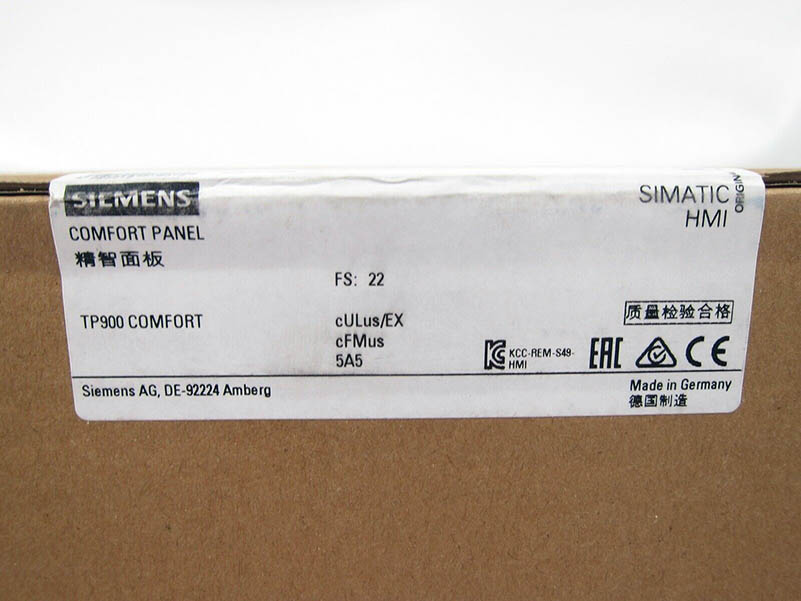 SIEMENS
SIMATIC
HMI
ORIGIN
COMFORT PANEL
精智面板
FS: 22
TP900 COMFORT
cULus/EX
cFMus
5A5
质量检验合格
KCC-REM-S49-
HMI
EAC
CE
Siemens AG, DE-92224 Amberg
Made in Germany
德国制造